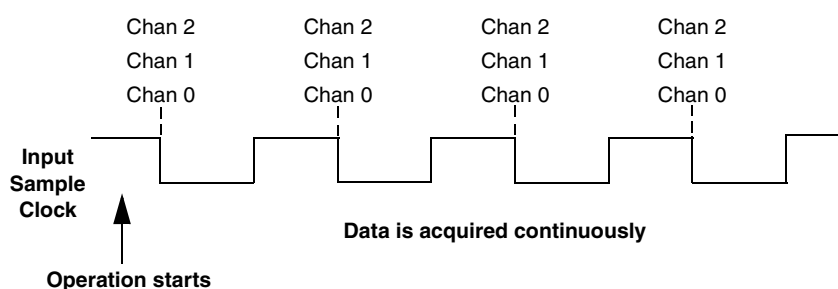 Chan 2 Chan 2 Chan 2 Chan 2
Chan 1 Chan 1 Chan 1 Chan 1
Chan 0 Chan 0 Chan 0 Chan 0
Input
Sample
Clock
Data is acquired continuously
Operation starts